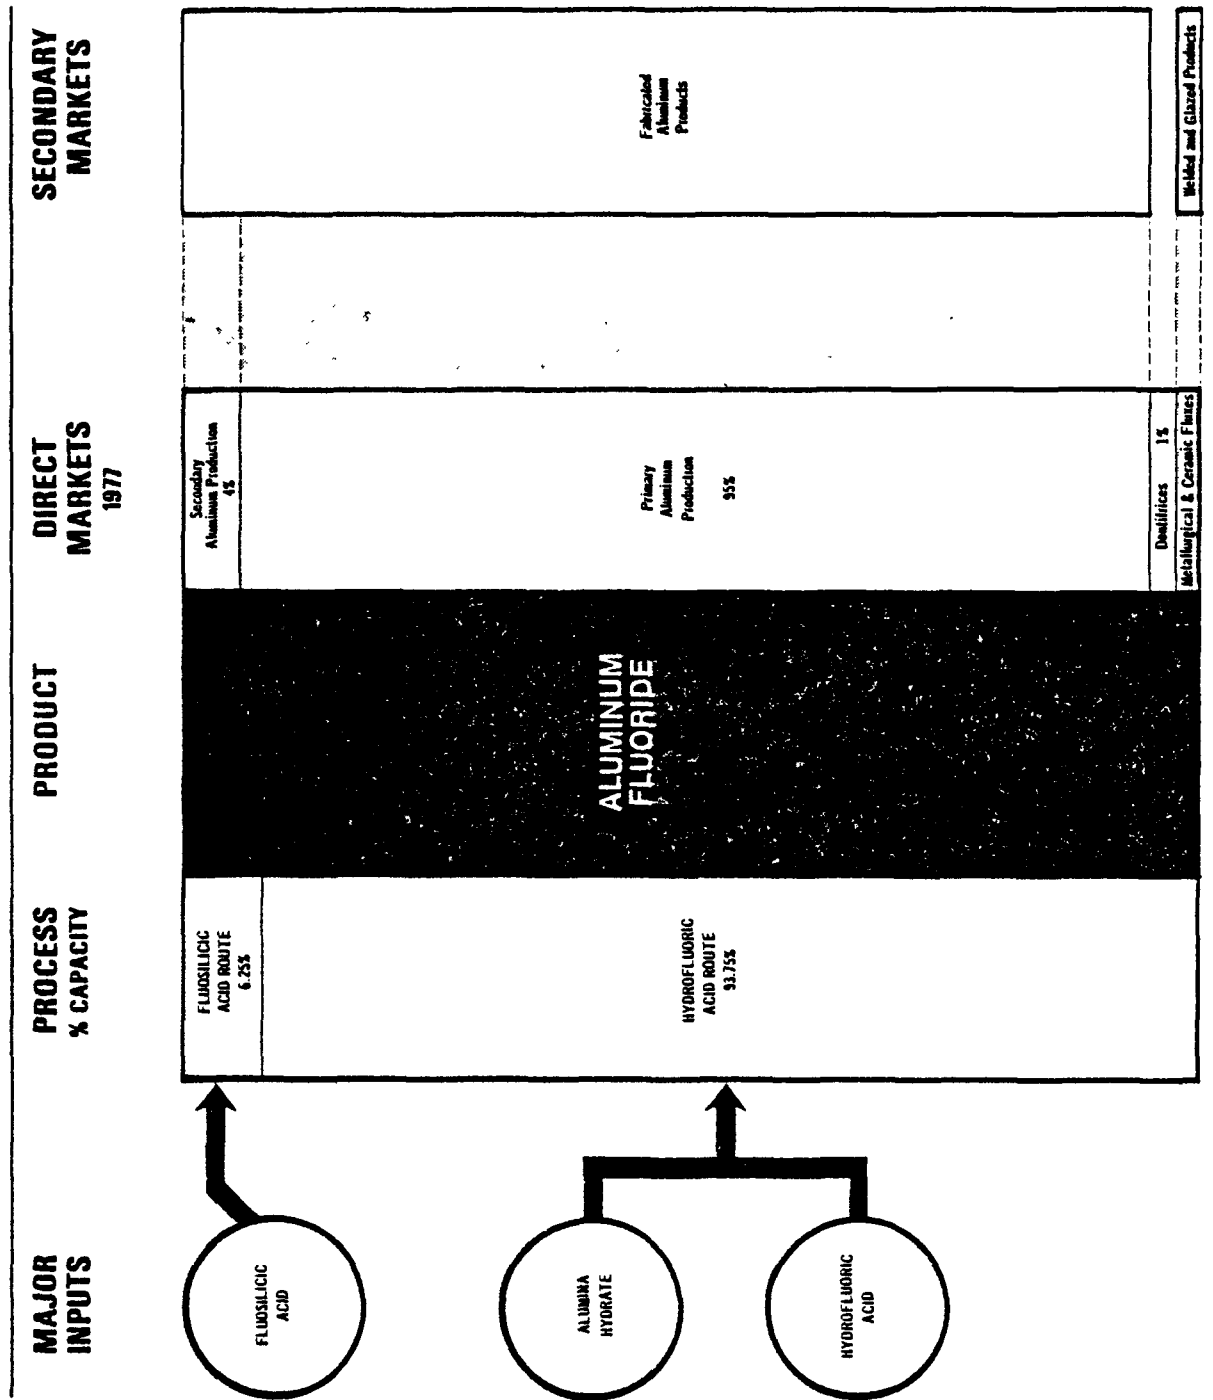 MAJOR
INPUTS
PROCESS
% CAPACITY
PRODUCT
DIRECT
MARKETS
1977
SECONDARY
MARKETS
FLUOSILICIC
ACID
ALUMINA
HYDRATE
HYDROFLUORIC
ACID
FLUOSILICIC
ACID ROUTE
6.25%
HYDROFLUORIC
ACID ROUTE
93.75%
ALUMINUM
FLUORIDE
Secondary
Aluminum Production
4%
Primary
Aluminum
Production
95%
Dentifrices 1%
Metallurgical & Ceramic Fluxes
Fabricated
Aluminum
Products
Welded and Glazed Products